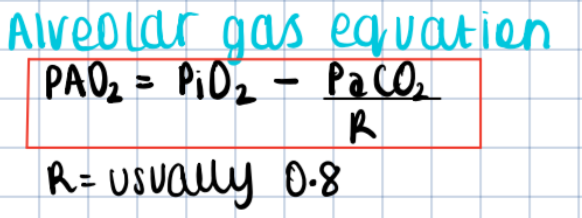 Alveolar gas equation
PAO₂ = PiO₂ − PaCO₂/R
R = usually 0.8